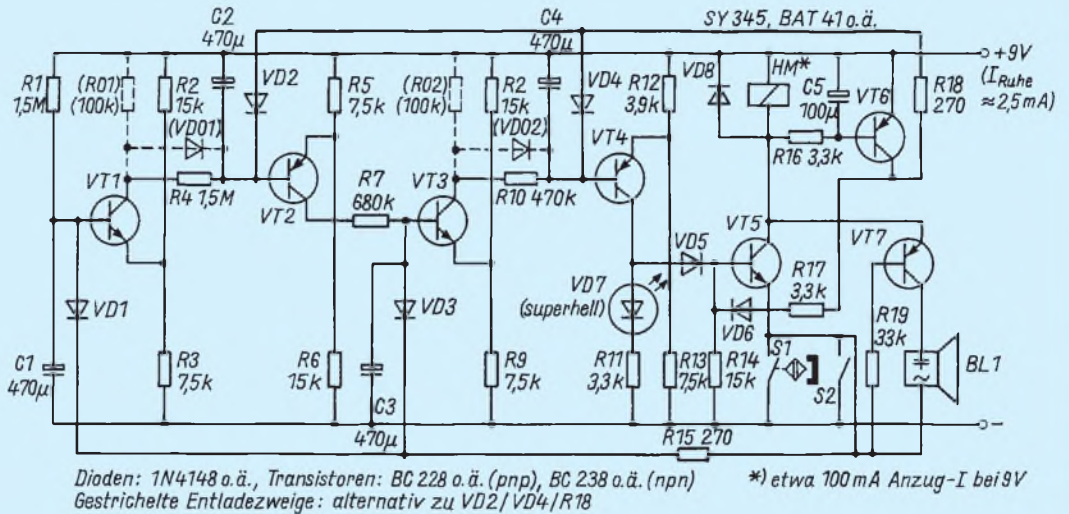 C2
470µ
C4
470µ
SY 345, BAT 41 o.ä.
+9V
(I Ruhe
≈2,5mA)
R1
1,5M
(R01)
(100k)
R2
15k
VD2
R5
7,5k
(R02)
(100k)
R2
15k
VD4
R12
3,9k
VD8
HM*
C5
100µ
VT6
R18
270
(VD01)
(VD02)
VT4
R16 3,3k
VT1
R4 1,5M
VT2
R7
680k
VT3
R10 470k
VD5
VT5
VT7
VD1
VD3
VD7
(superhell)
VD6
R17
3,3k
R19
33k
C1
470µ
R3
7,5k
R6
15k
C3
470µ
R9
7,5k
R11
3,3k
R13
7,5k
R14
15k
S1
S2
BL1
R15 270
–
Dioden: 1N4148 o.ä., Transistoren: BC 228 o.ä. (pnp), BC 238 o.ä. (npn)
*) etwa 100mA Anzug-I bei 9V
Gestrichelte Entladezweige: alternativ zu VD2/VD4/R18